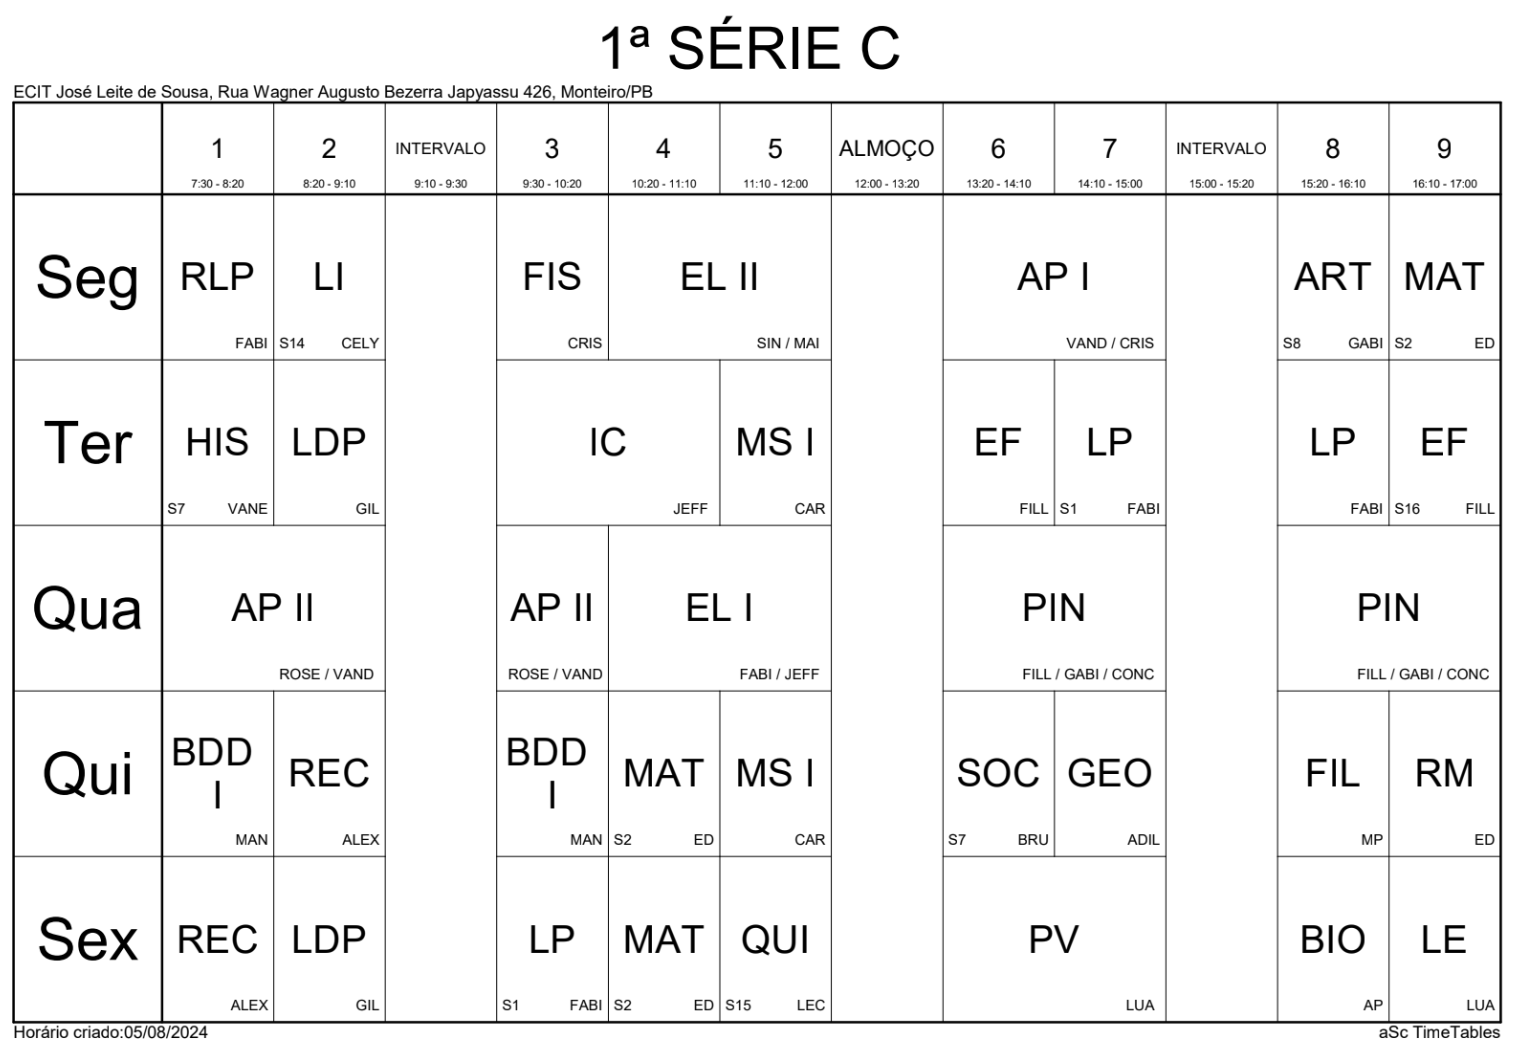 1ª SÉRIE C
ECIT José Leite de Sousa, Rua Wagner Augusto Bezerra Japyassu 426, Monteiro/PB
1 2 INTERVALO 3 4 5 ALMOÇO 6 7 INTERVALO 8 9
7:30 - 8:20 8:20 - 9:10 9:10 - 9:30 9:30 - 10:20 10:20 - 11:10 11:10 - 12:00 12:00 - 13:20 13:20 - 14:10 14:10 - 15:00 15:00 - 15:20 15:20 - 16:10 16:10 - 17:00
Seg RLP LI FIS EL II AP I ART MAT
FABI S14 CELY CRIS SIN / MAI VAND / CRIS S8 GABI S2 ED
Ter HIS LDP IC MS I EF LP LP EF
S7 VANE GIL JEFF CAR FILL S1 FABI FABI S16 FILL
Qua AP II AP II EL I PIN PIN
ROSE / VAND ROSE / VAND FABI / JEFF FILL / GABI / CONC FILL / GABI / CONC
Qui BDD I REC BDD I MAT MS I SOC GEO FIL RM
MAN ALEX MAN S2 ED CAR S7 BRU ADIL MP ED
Sex REC LDP LP MAT QUI PV BIO LE
ALEX GIL S1 FABI S2 ED S15 LEC LUA AP LUA
Horário criado:05/08/2024 aSc TimeTables